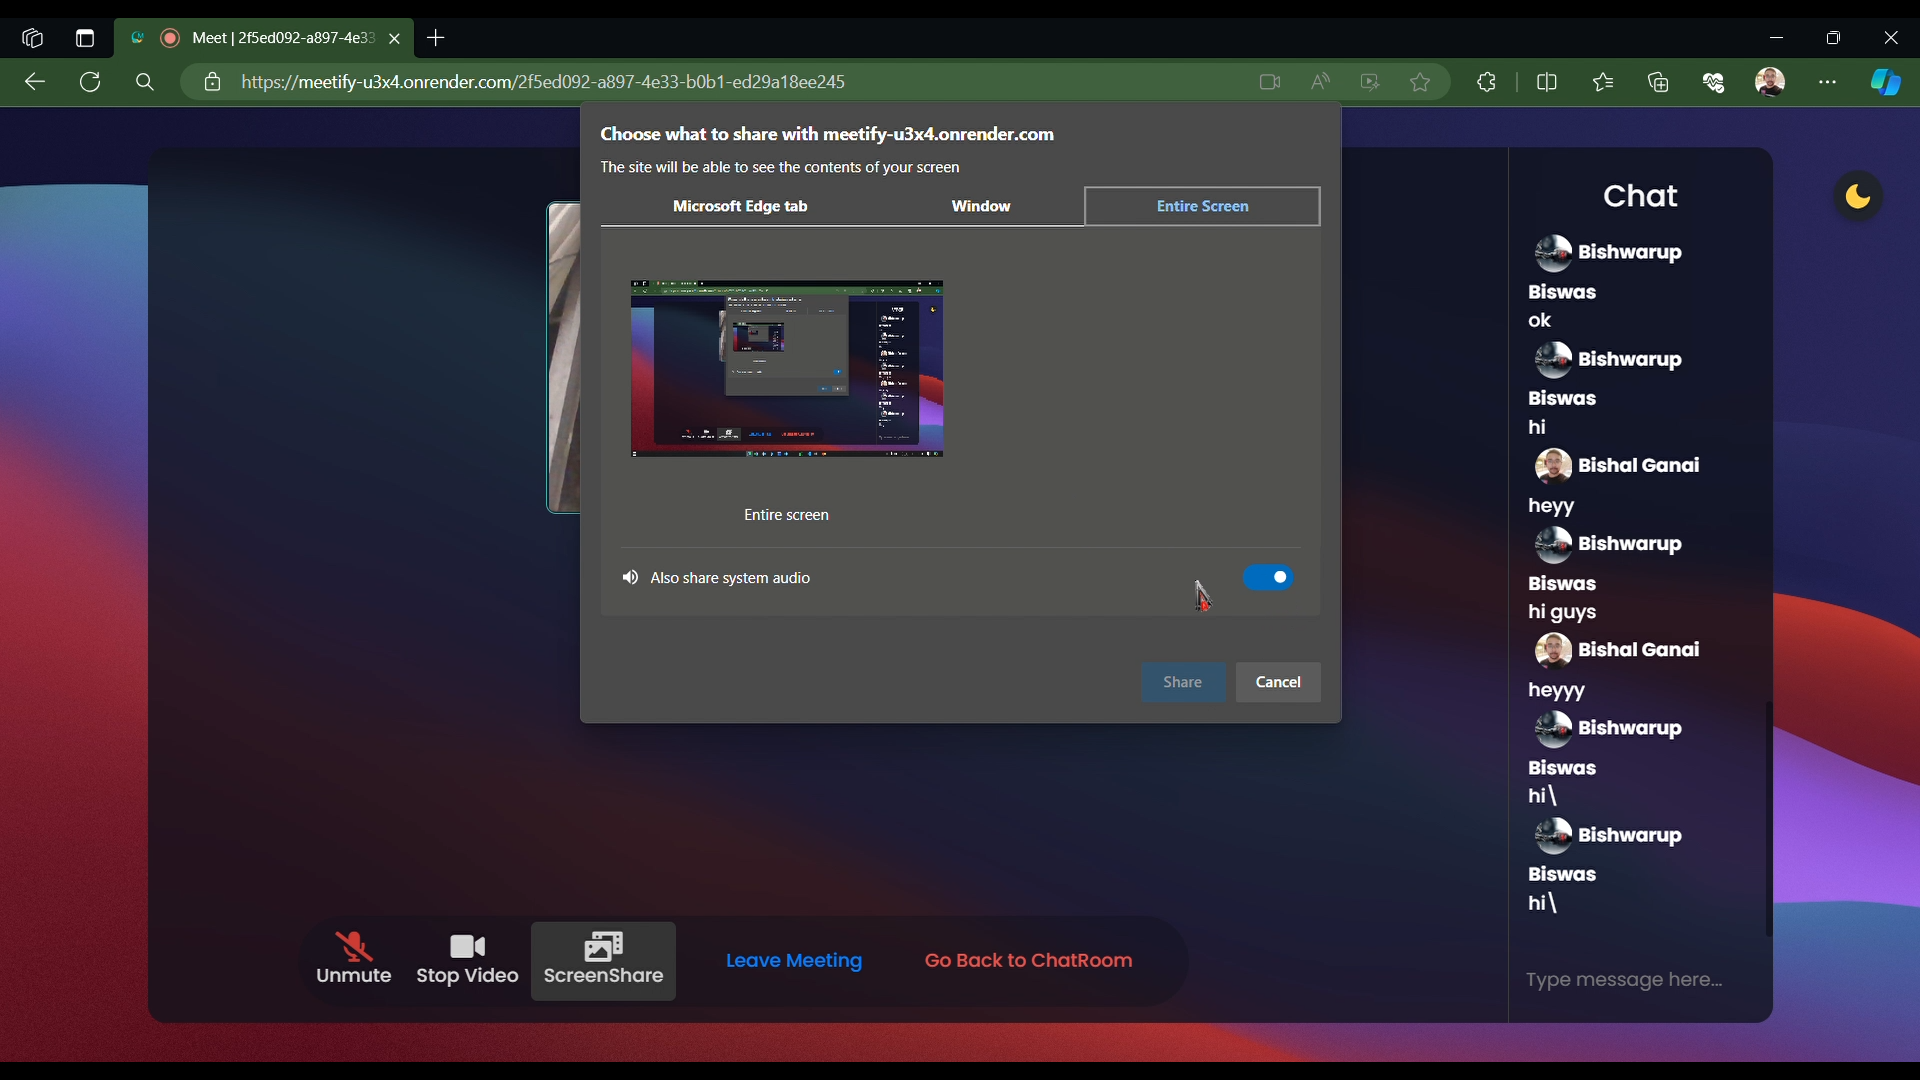 Meet | 2f5ed092-a897-4e33
https://meetify-u3x4.onrender.com/2f5ed092-a897-4e33-b0b1-ed29a18ee245
Choose what to share with meetify-u3x4.onrender.com
The site will be able to see the contents of your screen
Microsoft Edge tab
Window
Entire Screen
Entire screen
Also share system audio
Share
Cancel
Chat
Bishwarup
Biswas
ok
Bishwarup
Biswas
hi
Bishal Ganai
heyy
Bishwarup
Biswas
hi guys
Bishal Ganai
heyyy
Bishwarup
Biswas
hi\
Bishwarup
Biswas
hi\
Type message here...
Unmute
Stop Video
ScreenShare
Leave Meeting
Go Back to ChatRoom